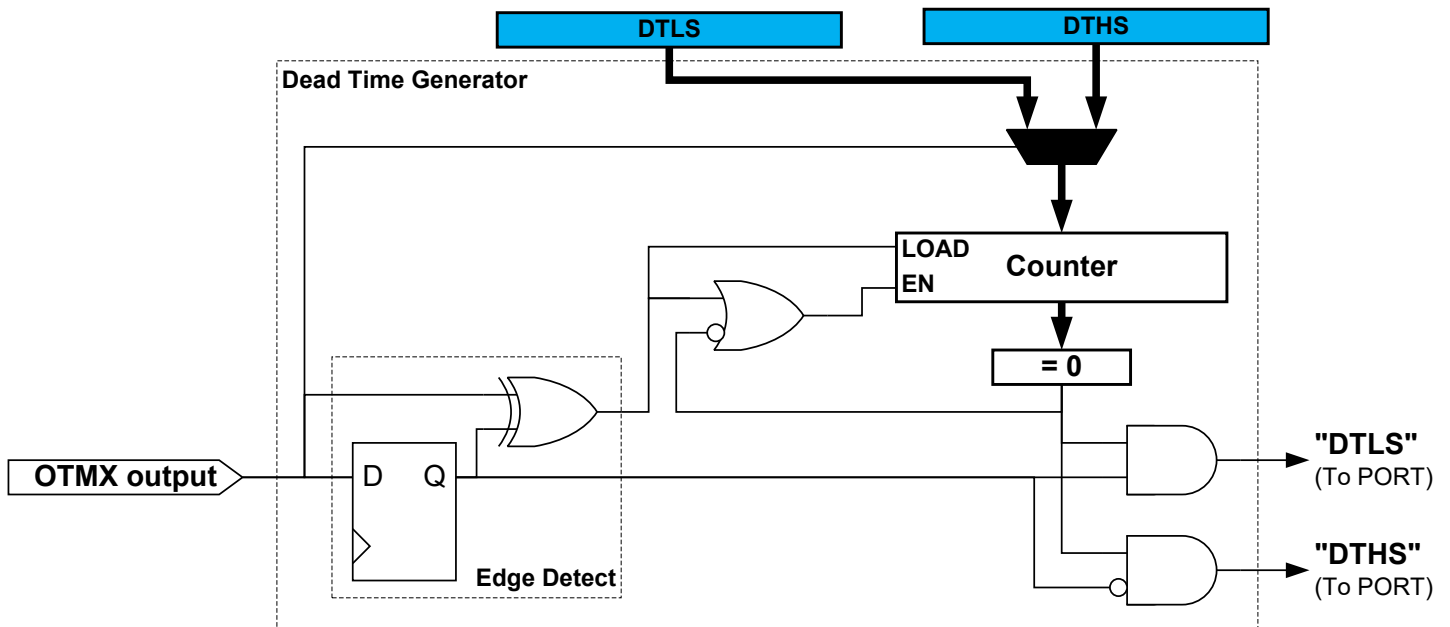 DTLS
DTHS
Dead Time Generator
LOAD
Counter
EN
= 0
OTMX output
D
Q
Edge Detect
"DTLS"
(To PORT)
"DTHS"
(To PORT)